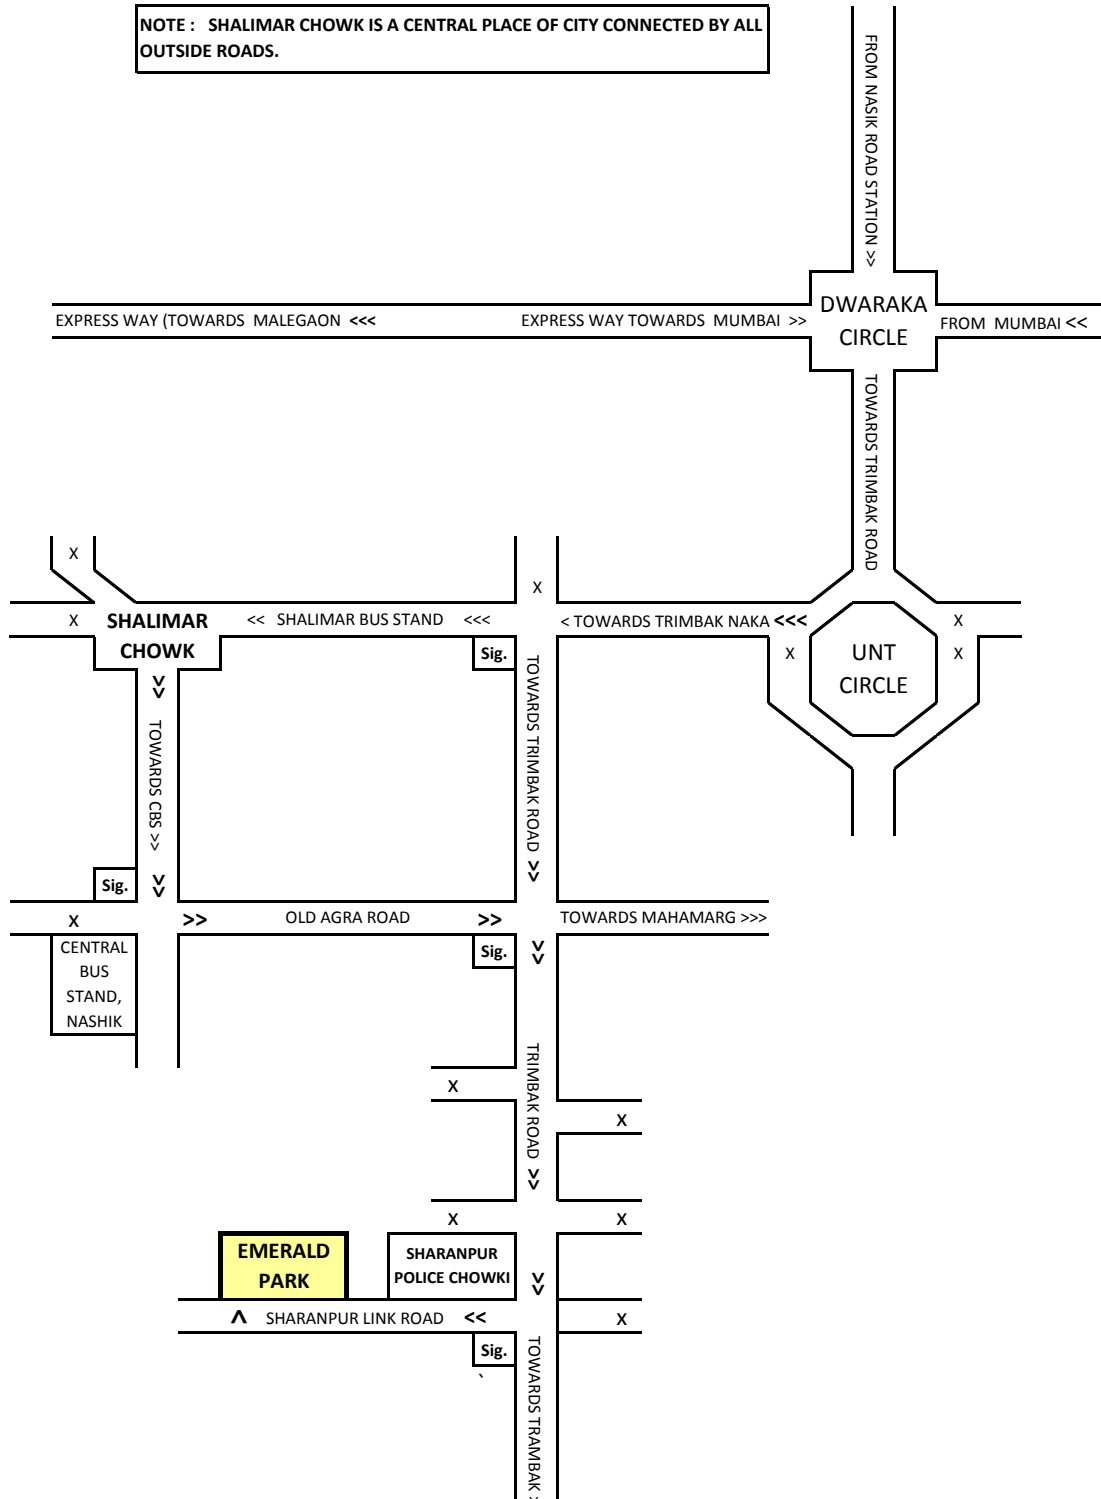 NOTE :   SHALIMAR CHOWK IS A CENTRAL PLACE OF CITY CONNECTED BY ALL
OUTSIDE ROADS.
FROM NASIK ROAD STATION >>
DWARAKA
CIRCLE
EXPRESS WAY (TOWARDS  MALEGAON  <<<
EXPRESS WAY TOWARDS  MUMBAI  >>
FROM  MUMBAI <<
TOWARDS TRIMBAK ROAD
X
X
X
SHALIMAR
CHOWK
<<   SHALIMAR BUS STAND    <<<
< TOWARDS TRIMBAK NAKA <<<
X
Sig.
X
UNT
CIRCLE
X
>>
TOWARDS CBS >>
>>
TOWARDS TRIMBAK ROAD >>
Sig.
X
>>
OLD AGRA ROAD
>>
TOWARDS MAHAMARG >>>
CENTRAL
BUS
STAND,
NASHIK
Sig.
>>
TRIMBAK ROAD  >>
X
X
X
X
EMERALD
PARK
SHARANPUR
POLICE CHOWKI
>>
^   SHARANPUR LINK ROAD    <<
X
Sig.
`
TOWARDS TRAMBAK >